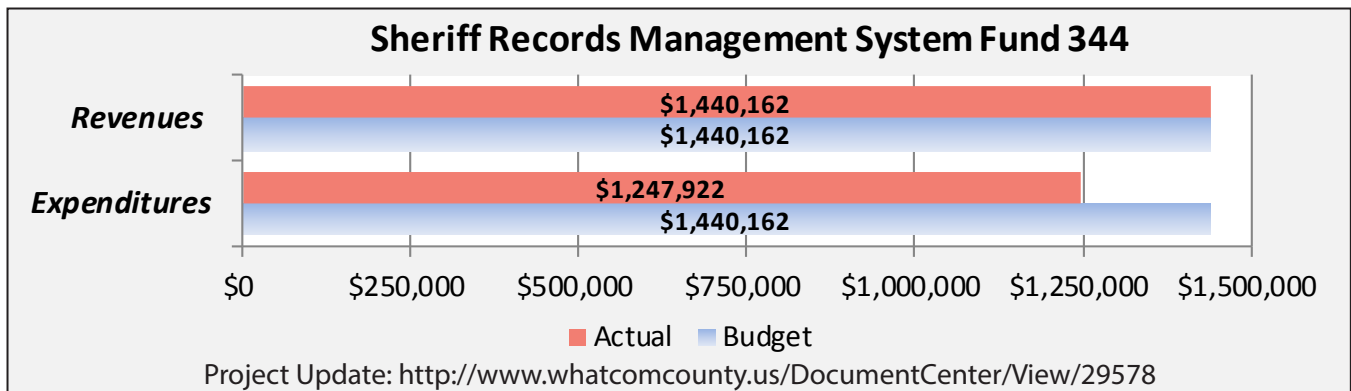 Sheriff Records Management System Fund 344
Revenues
$1,440,162
$1,440,162
Expenditures
$1,247,922
$1,440,162
$0 $250,000 $500,000 $750,000 $1,000,000 $1,250,000 $1,500,000
Actual Budget
Project Update: http://www.whatcomcounty.us/DocumentCenter/View/29578